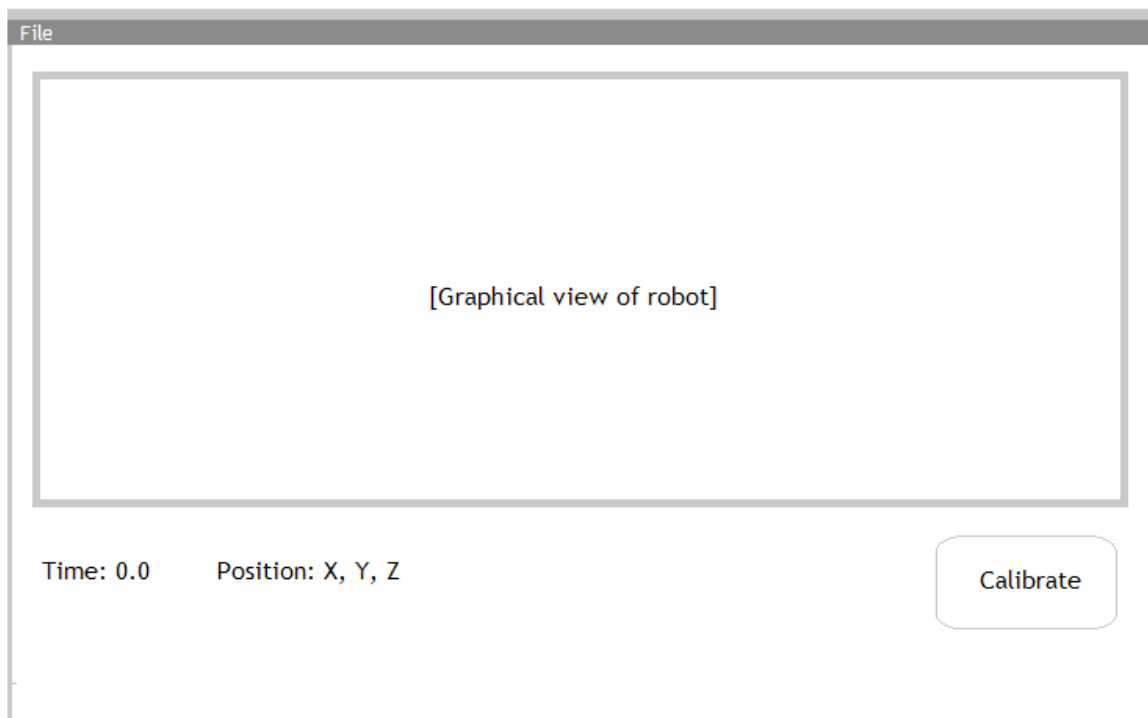 File
[Graphical view of robot]
Time: 0.0 Position: X, Y, Z
Calibrate